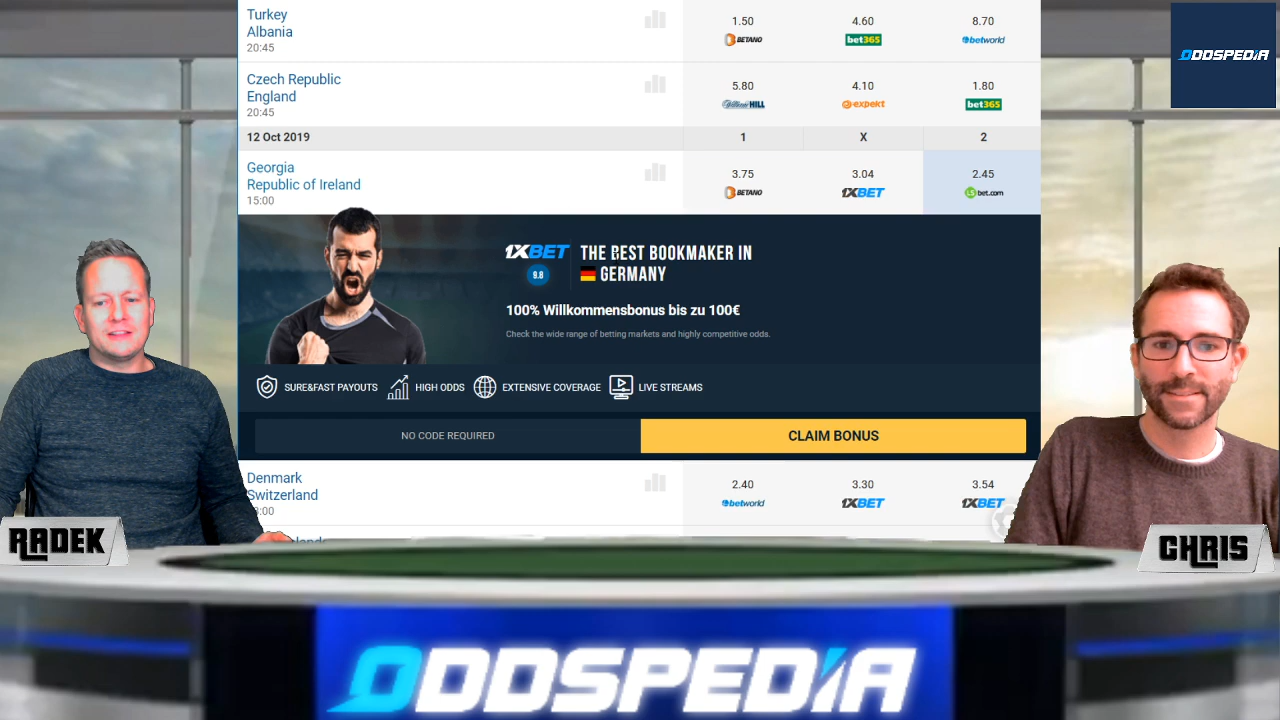 Turkey
Albania
20:45
1.50 4.60 8.70
BETANO bet365 betworld
ODDSPEDIA
Czech Republic
England
20:45
5.80 4.10 1.80
William HILL expekt bet365
12 Oct 2019 1 X 2
Georgia
Republic of Ireland
15:00
3.75 3.04 2.45
BETANO 1XBET bet.com
1XBET THE BEST BOOKMAKER IN
9.8 GERMANY
100% Willkommensbonus bis zu 100€
Check the wide range of betting markets and highly competitive odds.
SURE&FAST PAYOUTS HIGH ODDS EXTENSIVE COVERAGE LIVE STREAMS
NO CODE REQUIRED CLAIM BONUS
Denmark
Switzerland
:00
2.40 3.30 3.54
betworld 1XBET 1XBET
RADEK
CHRIS
ODDSPEDIA